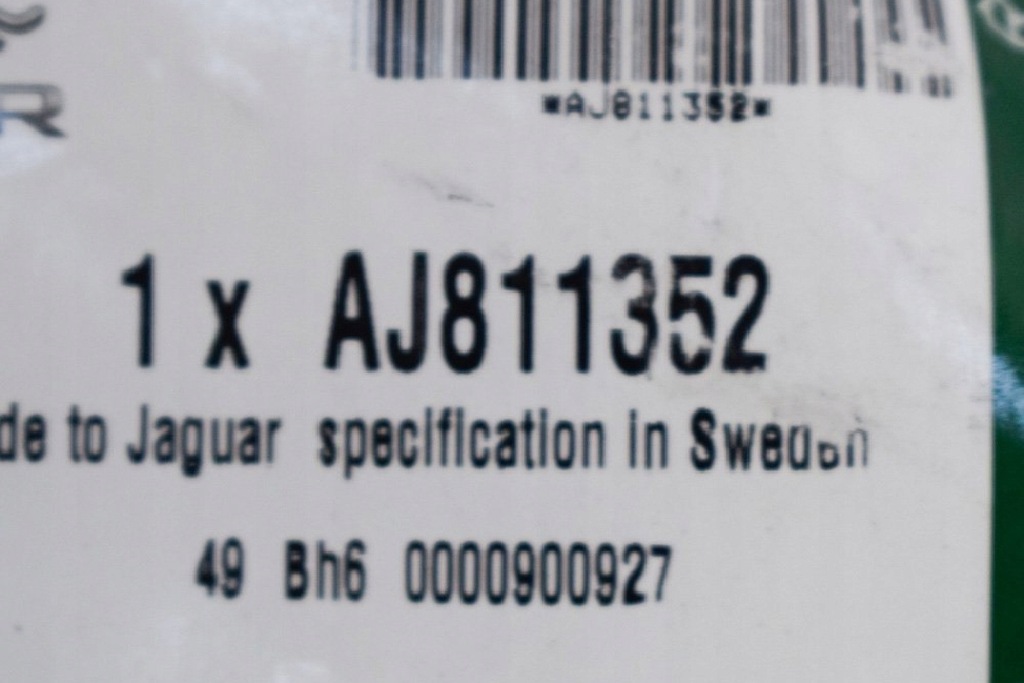 R
*AJ811352*
1 x AJ811352
de to Jaguar specification in Sweden
49 Bh6 0000900927